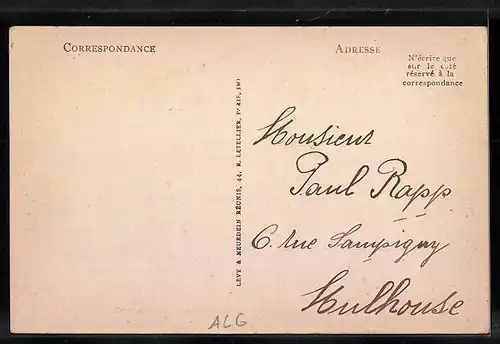 CORRESPONDANCE
ADRESSE
N'écrire que
sur le côté
réservé à la
correspondance
LEVY & NEURDEIN RÉUNIS, 44, R. LETELLIER, PARIS, IMP
Monsieur
Paul Rapp
6. rue Sampigny
Mulhouse
ALG